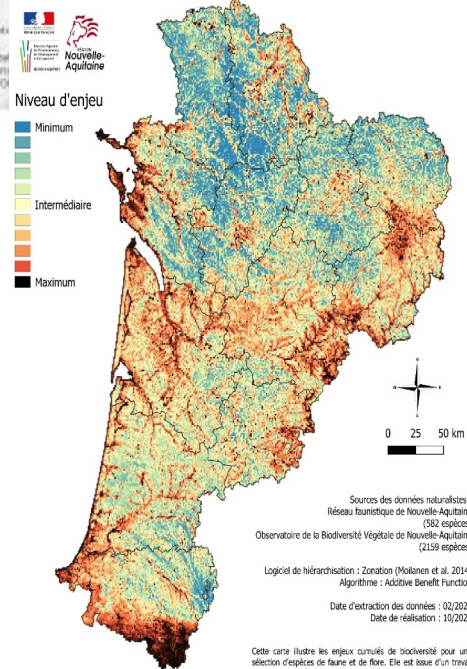 RÉGION
Nouvelle-
Aquitaine
Niveau d'enjeu
Minimum
Intermédiaire
Maximum
0 25 50 km
Sources des données naturalistes
Réseau faunistique de Nouvelle-Aquitain
(582 espèces
Observatoire de la Biodiversité Végétale de Nouvelle-Aquitain
(2159 espèces
Logiciel de hiérarchisation : Zonation (Moilanen et al. 2014
Algorithme : Additive Benefit Functio
Date d'extraction des données : 02/202
Date de réalisation : 10/202
Cette carte illustre les enjeux cumulés de biodiversité pour un
sélection d'espèces de faune et de flore. Elle est issue d'un trava